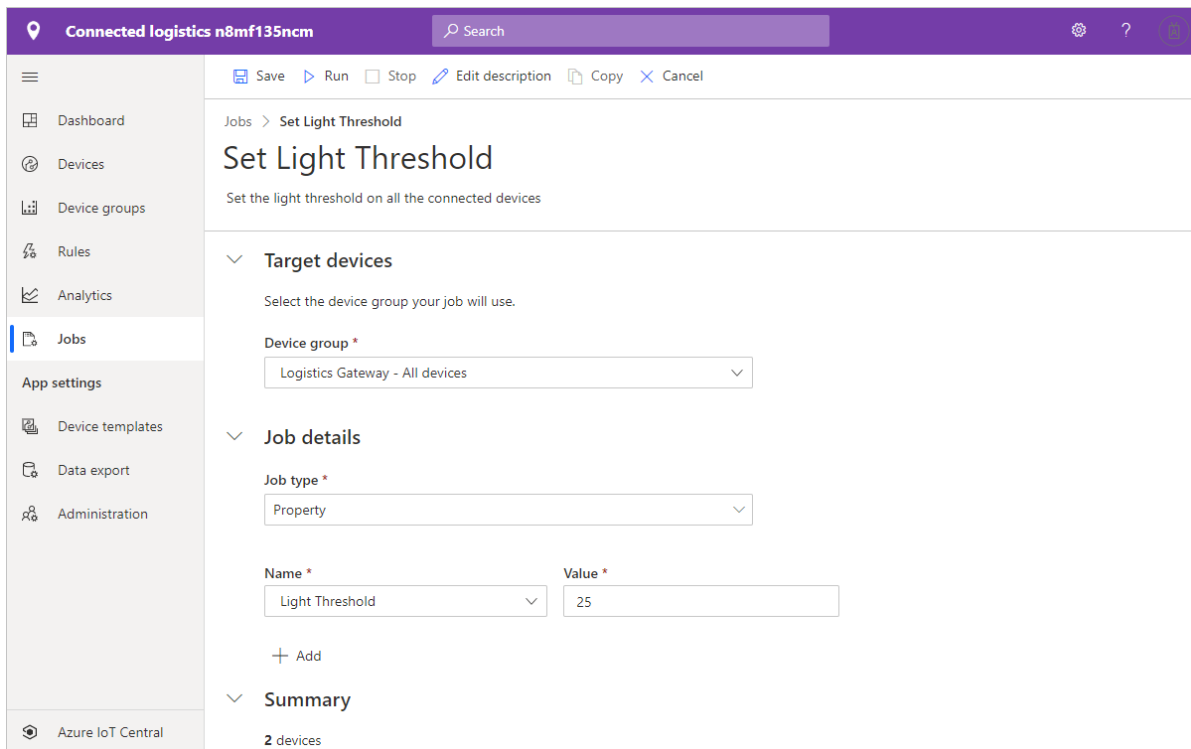 Connected logistics n8mf135ncm
Search
?
Save Run Stop Edit description Copy Cancel
Dashboard
Devices
Device groups
Rules
Analytics
Jobs
App settings
Device templates
Data export
Administration
Azure IoT Central
Jobs > Set Light Threshold
Set Light Threshold
Set the light threshold on all the connected devices
Target devices
Select the device group your job will use.
Device group *
Logistics Gateway - All devices
Job details
Job type *
Property
Name * Value *
Light Threshold 25
+ Add
Summary
2 devices